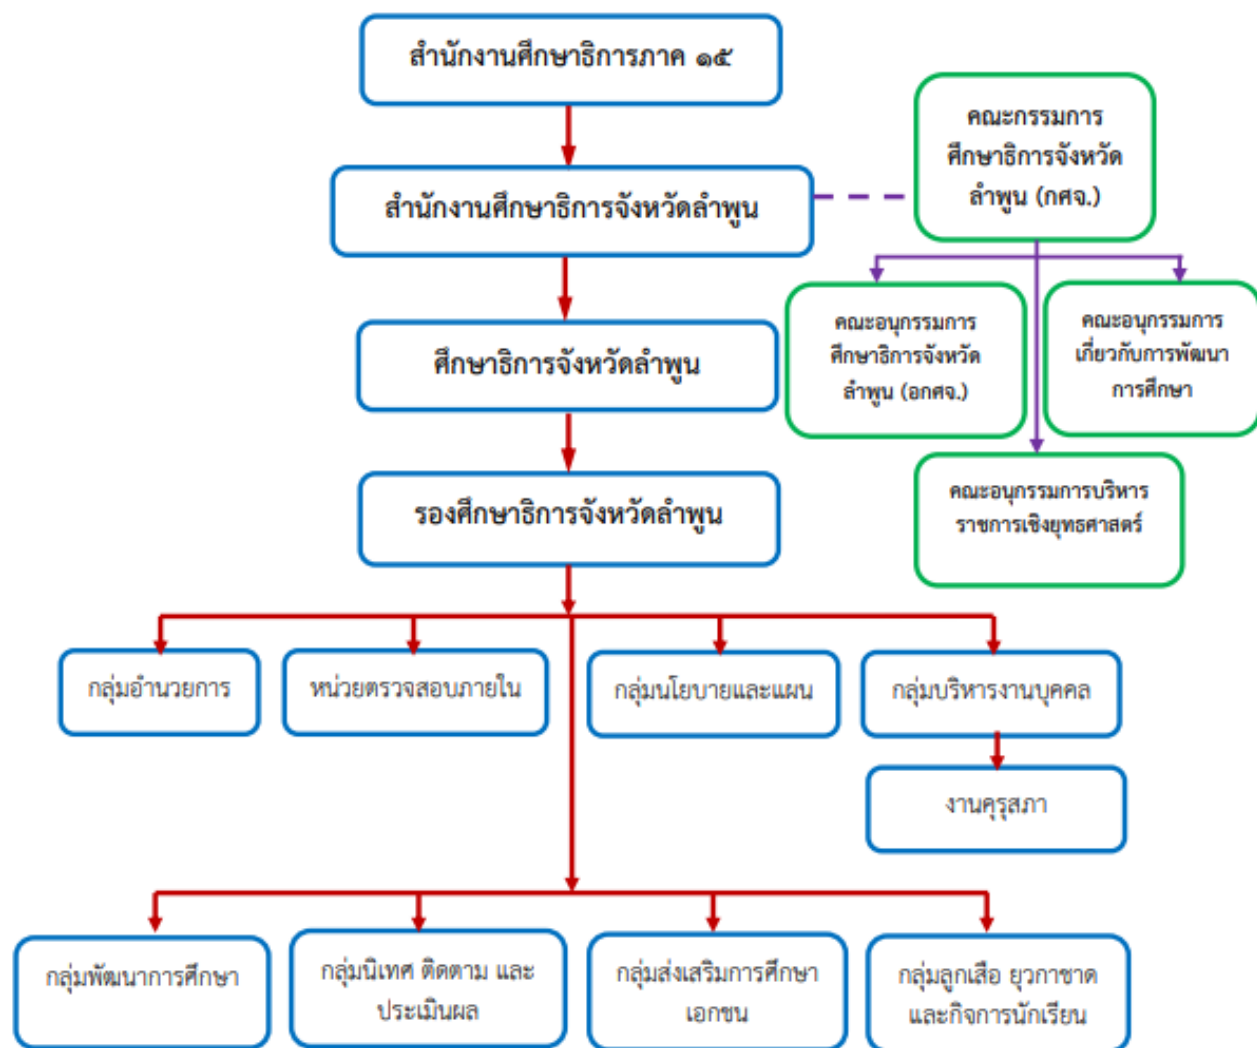 สำนักงานศึกษาธิการภาค ๑๕
คณะกรรมการ
ศึกษาธิการจังหวัด
ลำพูน (กศจ.)
สำนักงานศึกษาธิการจังหวัดลำพูน
ศึกษาธิการจังหวัดลำพูน
คณะอนุกรรมการ
ศึกษาธิการจังหวัด
ลำพูน (อกศจ.)
คณะอนุกรรมการ
เกี่ยวกับการพัฒนา
การศึกษา
รองศึกษาธิการจังหวัดลำพูน
คณะอนุกรรมการบริหาร
ราชการเชิงยุทธศาสตร์
กลุ่มอำนวยการ
หน่วยตรวจสอบภายใน
กลุ่มนโยบายและแผน
กลุ่มบริหารงานบุคคล
งานคุรุสภา
กลุ่มพัฒนาการศึกษา
กลุ่มนิเทศ ติดตาม และ
ประเมินผล
กลุ่มส่งเสริมการศึกษา
เอกชน
กลุ่มลูกเสือ ยุวกาชาด
และกิจการนักเรียน